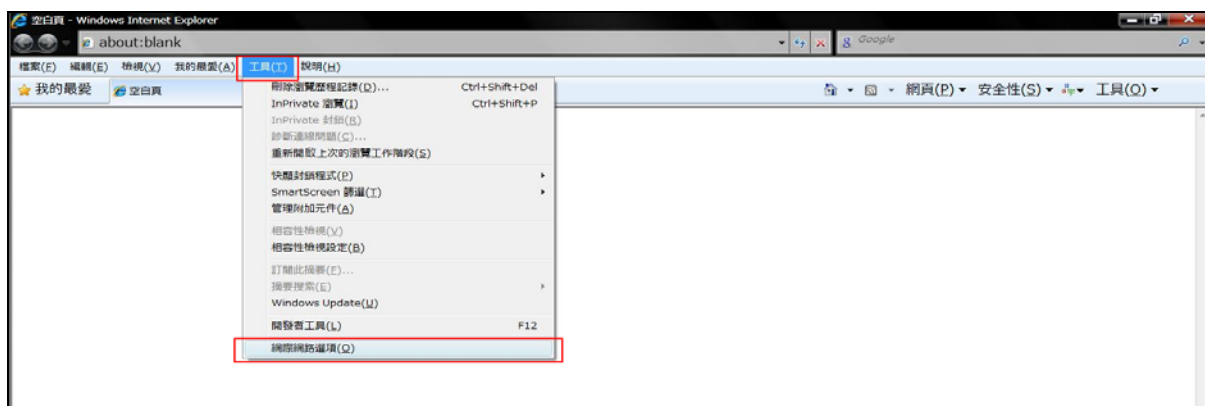 空白頁 - Windows Internet Explorer
about:blank
Google
檔案(F) 編輯(E) 檢視(V) 我的最愛(A) 工具(T) 說明(H)
我的最愛 空白頁 網頁(P) 安全性(S) 工具(O)
刪除瀏覽歷程記錄(D)... Ctrl+Shift+Del
InPrivate 瀏覽(I) Ctrl+Shift+P
InPrivate 封鎖(R)
診斷連線問題(C)...
重新開啟上次的瀏覽工作階段(S)
快顯封鎖程式(P)
SmartScreen 篩選(T)
管理附加元件(A)
相容性檢視(V)
相容性檢視設定(B)
訂閱此摘要(F)...
摘要搜索(E)
Windows Update(U)
開發者工具(L) F12
網際網路選項(O)